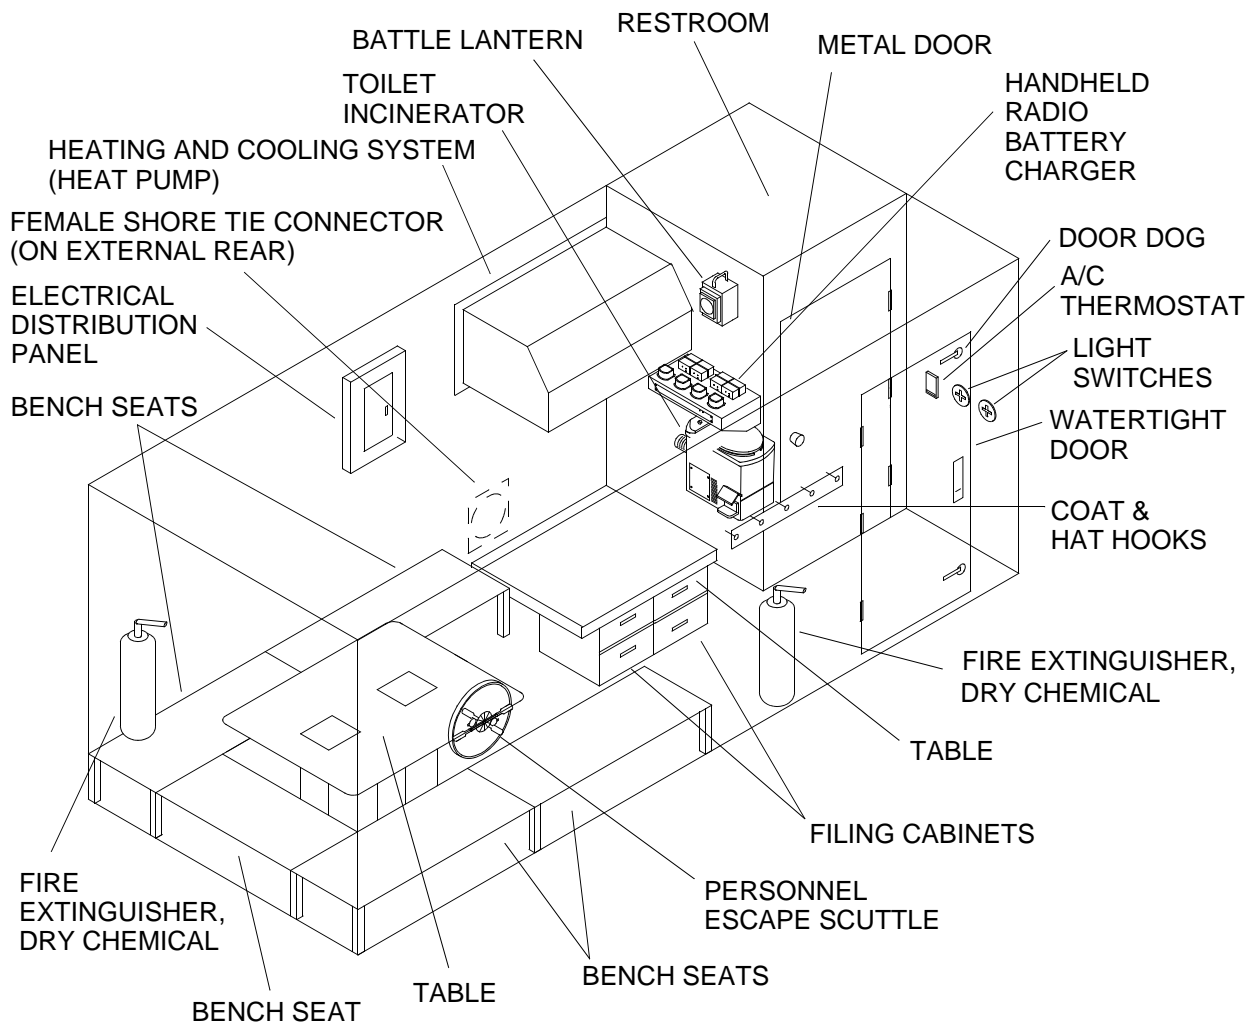 RESTROOM
BATTLE LANTERN
METAL DOOR
TOILET
INCINERATOR
HANDHELD
RADIO
BATTERY
CHARGER
HEATING AND COOLING SYSTEM
(HEAT PUMP)
FEMALE SHORE TIE CONNECTOR
(ON EXTERNAL REAR)
DOOR DOG
A/C
THERMOSTAT
ELECTRICAL
DISTRIBUTION
PANEL
LIGHT
SWITCHES
BENCH SEATS
WATERTIGHT
DOOR
COAT &
HAT HOOKS
FIRE EXTINGUISHER,
DRY CHEMICAL
TABLE
FILING CABINETS
FIRE
EXTINGUISHER,
DRY CHEMICAL
PERSONNEL
ESCAPE SCUTTLE
BENCH SEATS
TABLE
BENCH SEAT